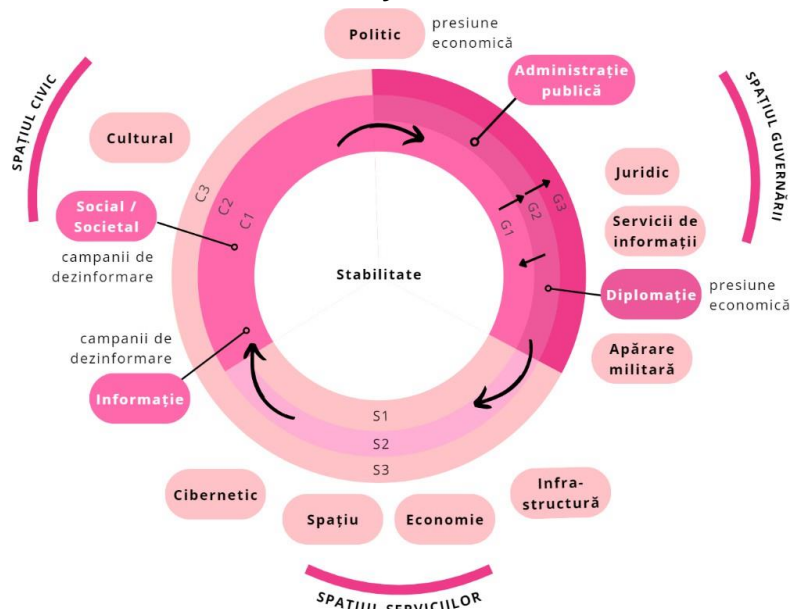 Politic
presiune
economică
Administrație
publică
SPAȚIUL CIVIC
SPAȚIUL GUVERNĂRII
Cultural
Juridic
C3
C2
C1
G1
G2
G3
Social /
Societal
Servicii de
informații
campanii de
dezinformare
Stabilitate
Diplomație
presiune
economică
campanii de
dezinformare
Apărare
militară
Informație
S1
S2
S3
Cibernetic
Spațiu
Economie
Infra-
structură
SPAȚIUL SERVICIILOR